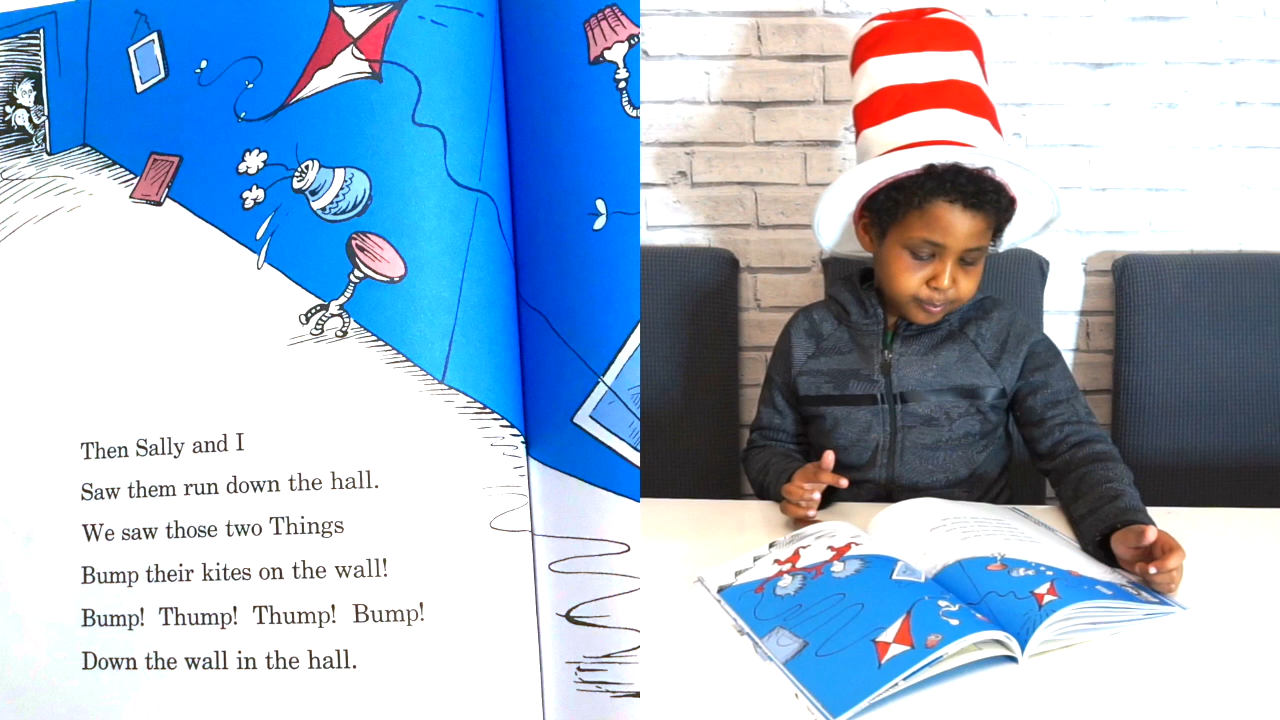 Then Sally and I
Saw them run down the hall.
We saw those two Things
Bump their kites on the wall!
Bump! Thump! Thump! Bump!
Down the wall in the hall.